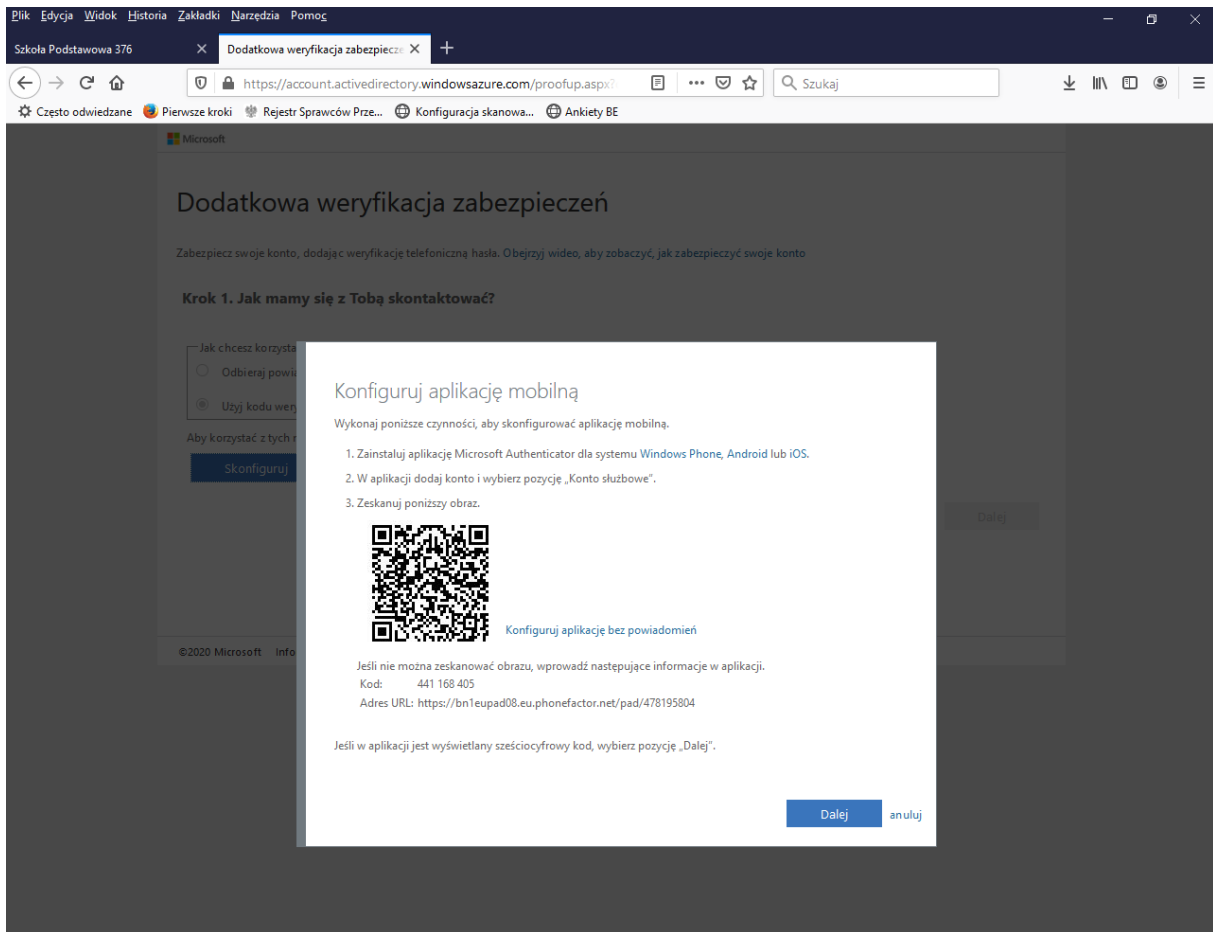 Plik Edycja Widok Historia Zakładki Narzędzia Pomoc
Szkoła Podstawowa 376
Dodatkowa weryfikacja zabezpiecze
https://account.activedirectory.windowsazure.com/proofup.aspx?
Szukaj
Często odwiedzane Pierwsze kroki Rejestr Sprawców Prze... Konfiguracja skanowa... Ankiety BE
Microsoft
Dodatkowa weryfikacja zabezpieczeń
Zabezpiecz swoje konto, dodając weryfikację telefoniczną hasła. Obejrzyj wideo, aby zobaczyć, jak zabezpieczyć swoje konto
Krok 1. Jak mamy się z Tobą skontaktować?
Jak chcesz korzysta
Odbieraj powia
Użyj kodu wery
Aby korzystać z tych
Skonfiguruj
Dalej
©2020 Microsoft Info
Konfiguruj aplikację mobilną
Wykonaj poniższe czynności, aby skonfigurować aplikację mobilną.
1. Zainstaluj aplikację Microsoft Authenticator dla systemu Windows Phone, Android lub iOS.
2. W aplikacji dodaj konto i wybierz pozycję „Konto służbowe”.
3. Zeskanuj poniższy obraz.
Konfiguruj aplikację bez powiadomień
Jeśli nie można zeskanować obrazu, wprowadź następujące informacje w aplikacji.
Kod: 441 168 405
Adres URL: https://bn1eupad08.eu.phonefactor.net/pad/478195804
Jeśli w aplikacji jest wyświetlany sześciocyfrowy kod, wybierz pozycję „Dalej”.
Dalej
anuluj